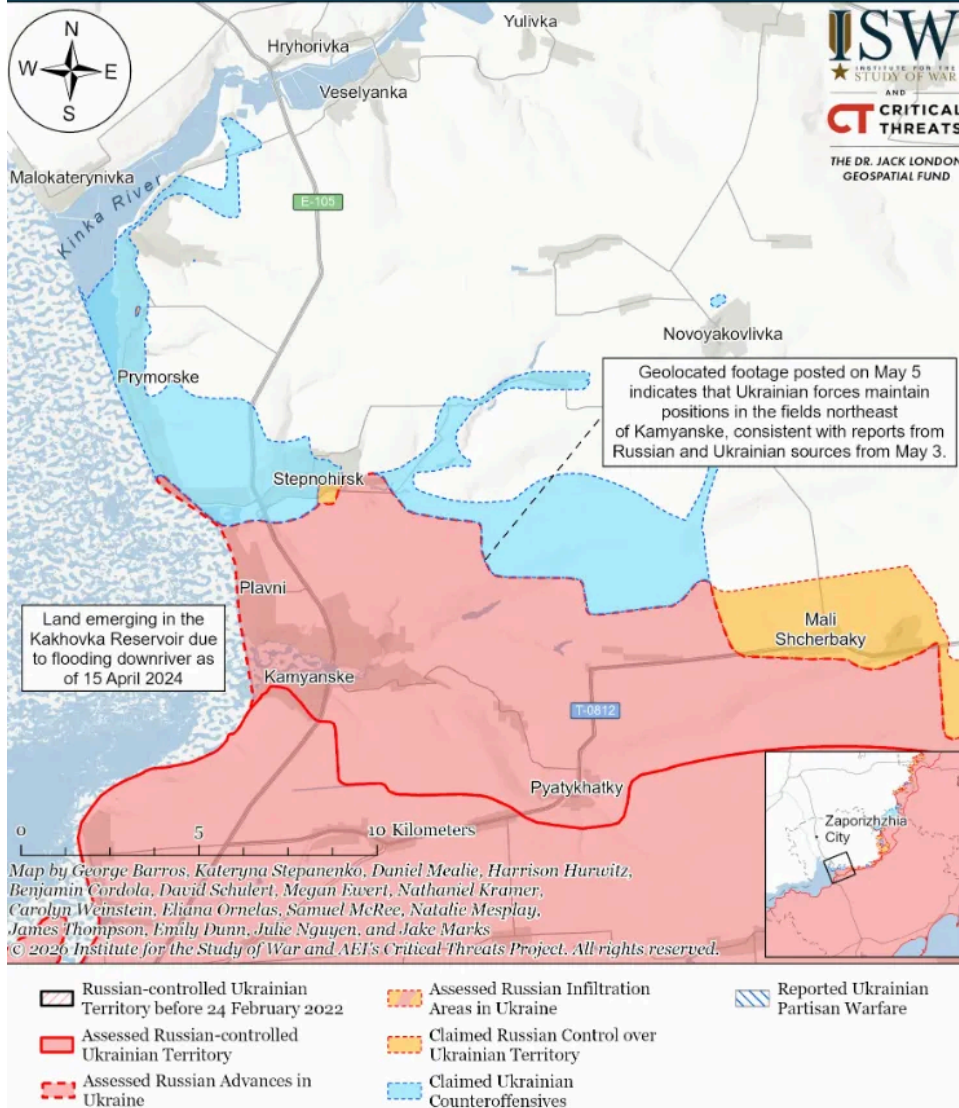 N
W E
S
Yulivka
Hryhorivka
Veselyanka
ISW
INSTITUTE FOR THE
STUDY OF WAR
AND
CT CRITICAL
THREATS
THE DR. JACK LONDON
GEOSPATIAL FUND
Malokaterynivka
Kinka River
E-105
Novoyakovlivka
Prymorske
Geolocated footage posted on May 5
indicates that Ukrainian forces maintain
positions in the fields northeast
of Kamyanske, consistent with reports from
Russian and Ukrainian sources from May 3.
Stepnohirsk
Plavni
Land emerging in the
Kakhovka Reservoir due
to flooding downriver as
of 15 April 2024
Mali
Shcherbaky
Kamyanske
T-0812
Pyatykhatky
0 5 10 Kilometers
Zaporizhzhia
City
Map by George Barros, Kateryna Stepanenko, Daniel Mealie, Harrison Hurwitz,
Benjamin Cordola, David Schulert, Megan Ewert, Nathaniel Kramer,
Carolyn Weinstein, Eliana Ornelas, Samuel McRee, Natalie Mesplay,
James Thompson, Emily Dunn, Julie Nguyen, and Jake Marks
© 2026 Institute for the Study of War and AEI's Critical Threats Project. All rights reserved.
Russian-controlled Ukrainian
Territory before 24 February 2022
Assessed Russian-controlled
Ukrainian Territory
Assessed Russian Advances in
Ukraine
Assessed Russian Infiltration
Areas in Ukraine
Claimed Russian Control over
Ukrainian Territory
Claimed Ukrainian
Counteroffensives
Reported Ukrainian
Partisan Warfare